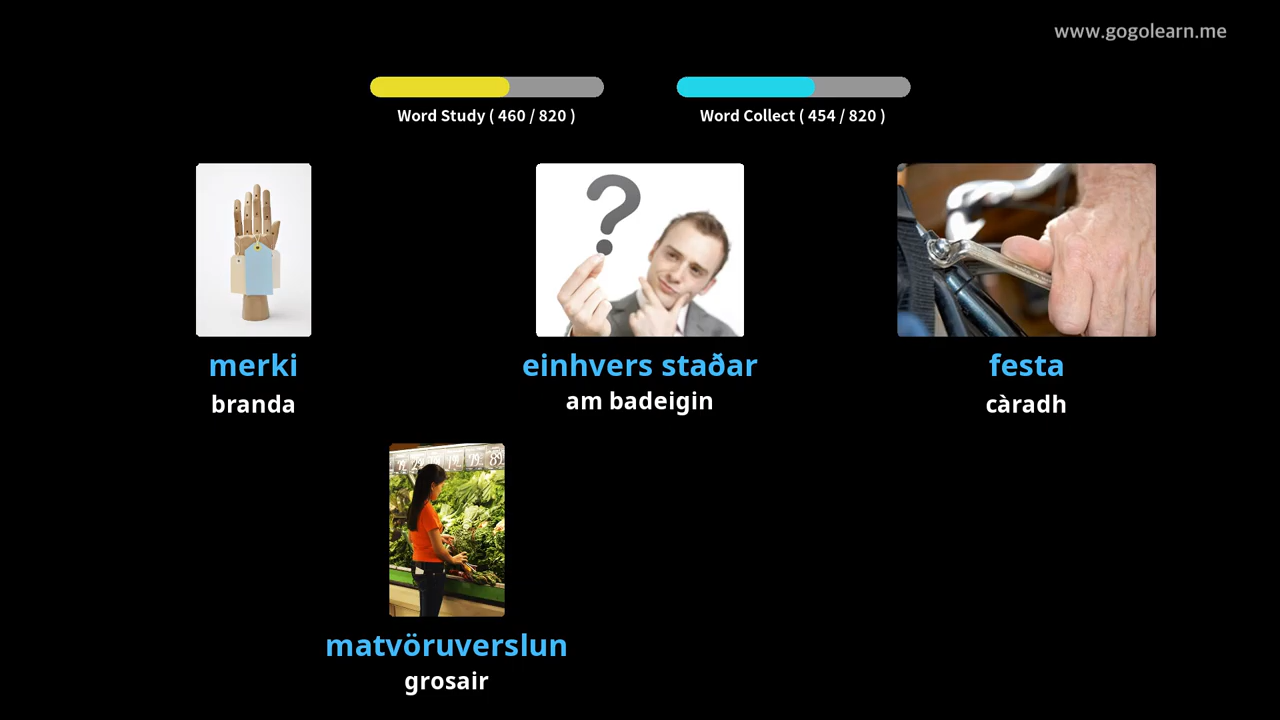 www.gogolearn.me
Word Study ( 460 / 820 )
Word Collect ( 454 / 820 )
merki
branda
einhvers staðar
am badeigin
festa
càradh
matvöruverslun
grosair